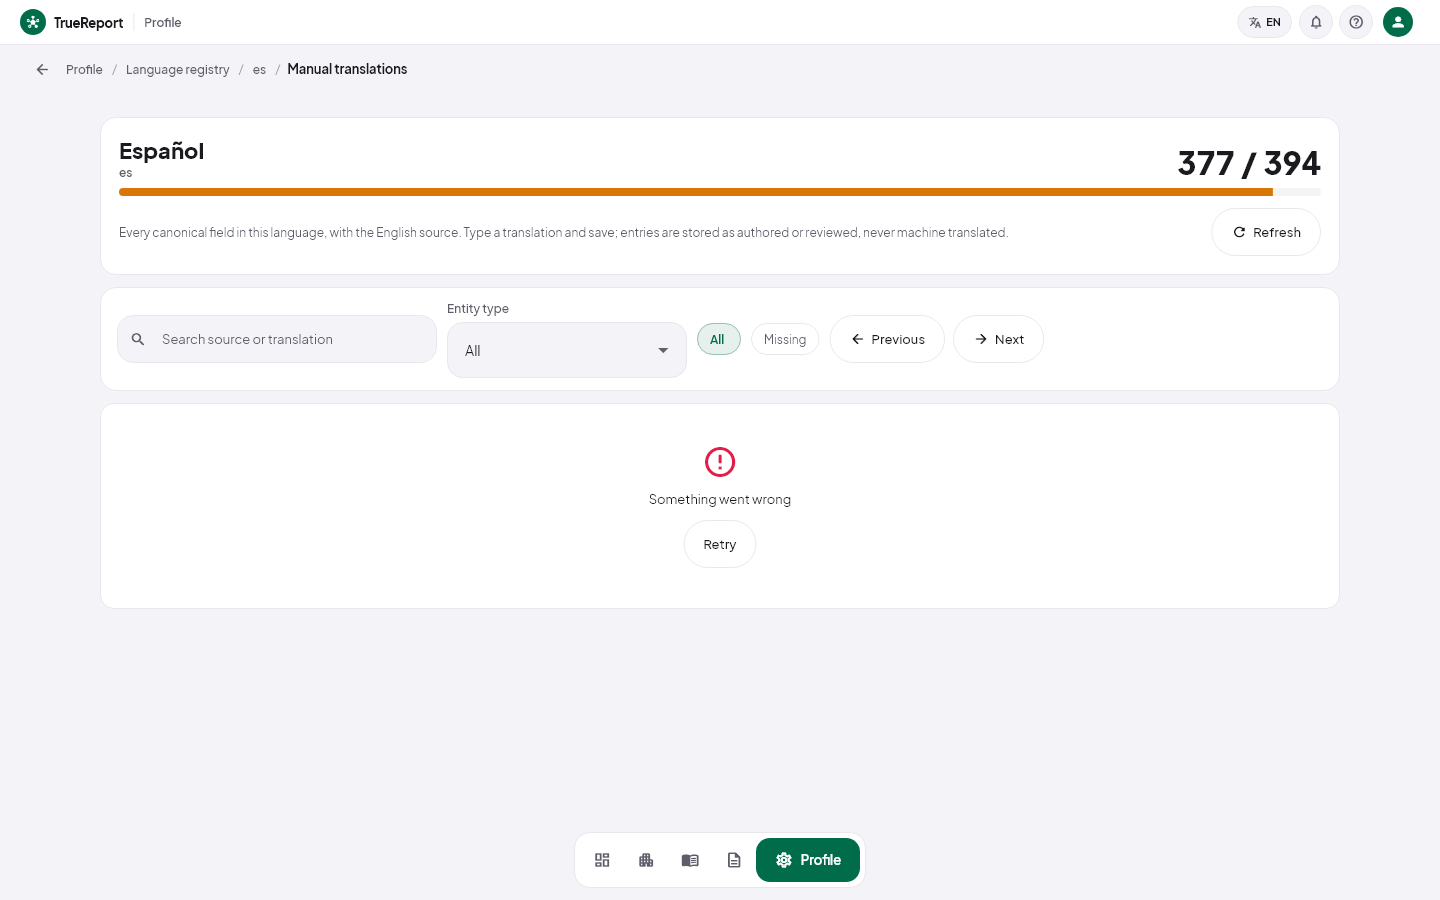 TrueReport
Profile
EN
Profile / Language registry / es / Manual translations
Español
es
377 / 394
Every canonical field in this language, with the English source. Type a translation and save; entries are stored as authored or reviewed, never machine translated.
Refresh
Entity type
Search source or translation
All
All
Missing
Previous
Next
Something went wrong
Retry
Profile